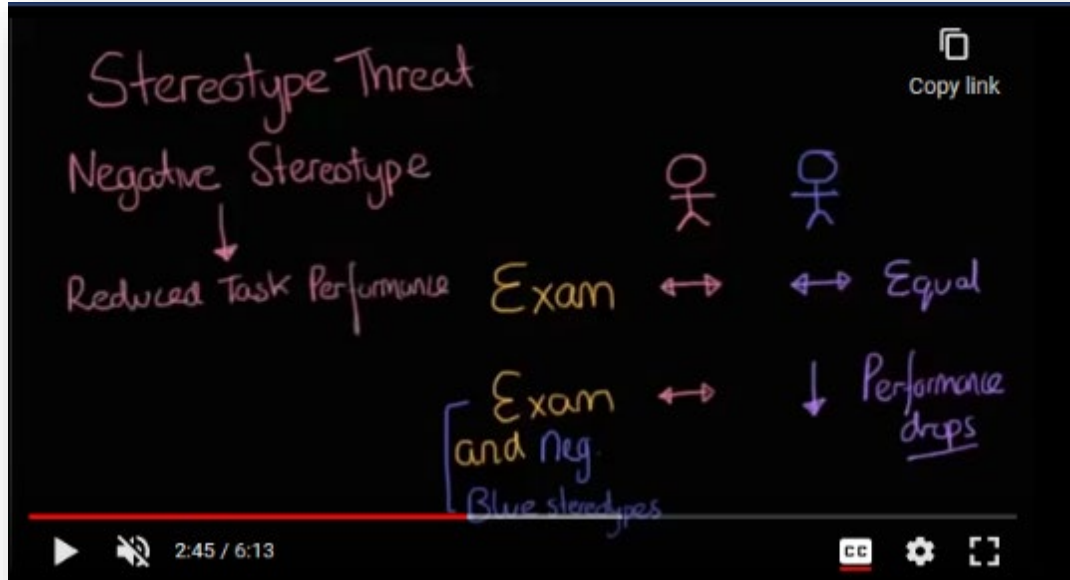 Stereotype Threat
Copy link
Negative Stereotype
Reduced Task Performance
Exam
Equal
Exam
and Neg.
Blue stereotypes
Performance
drops
2:45 / 6:13
CC